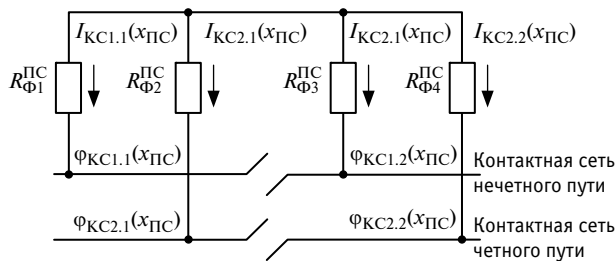 I_КС1.1(x_ПС) I_КС2.1(x_ПС) I_КС2.1(x_ПС) I_КС2.2(x_ПС)
R_Ф1^ПС R_Ф2^ПС R_Ф3^ПС R_Ф4^ПС
φ_КС1.1(x_ПС) φ_КС1.2(x_ПС)
Контактная сеть
нечетного пути
φ_КС2.1(x_ПС) φ_КС2.2(x_ПС)
Контактная сеть
четного пути